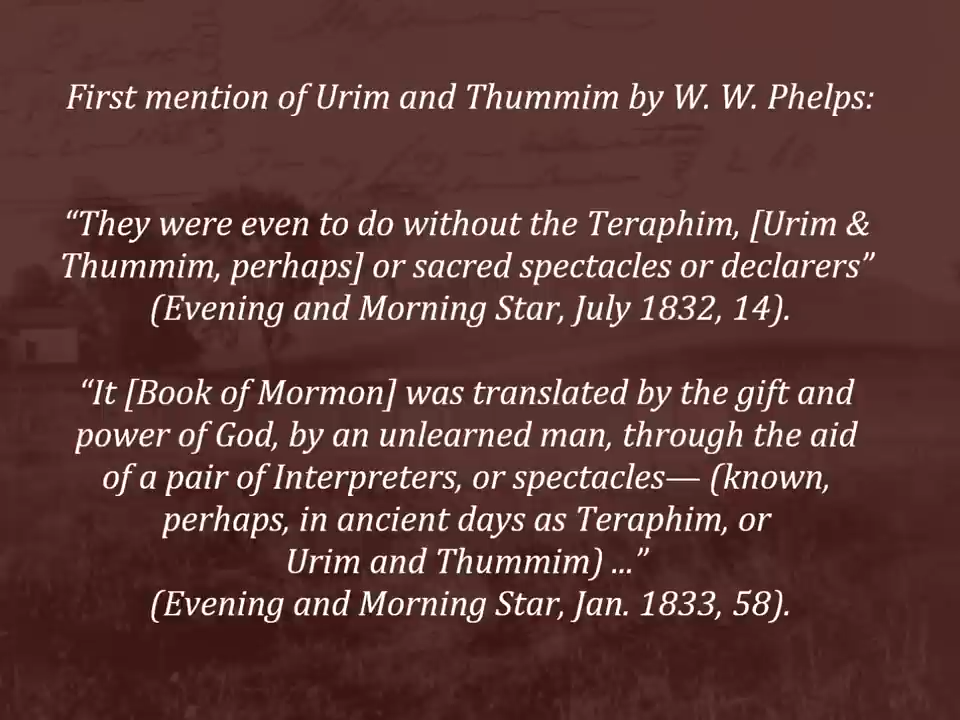 First mention of Urim and Thummim by W. W. Phelps:
“They were even to do without the Teraphim, [Urim &
Thummim, perhaps] or sacred spectacles or declarers”
(Evening and Morning Star, July 1832, 14).
“It [Book of Mormon] was translated by the gift and
power of God, by an unlearned man, through the aid
of a pair of Interpreters, or spectacles— (known,
perhaps, in ancient days as Teraphim, or
Urim and Thummim) ...”
(Evening and Morning Star, Jan. 1833, 58).